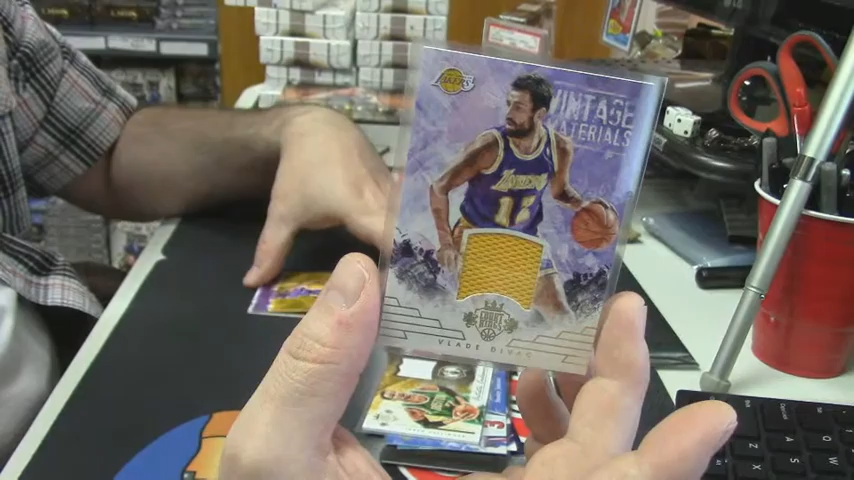 LAKERS
VINTAGE
MATERIALS
LAKERS
12
COURT
KINGS
VLADE DIVAC